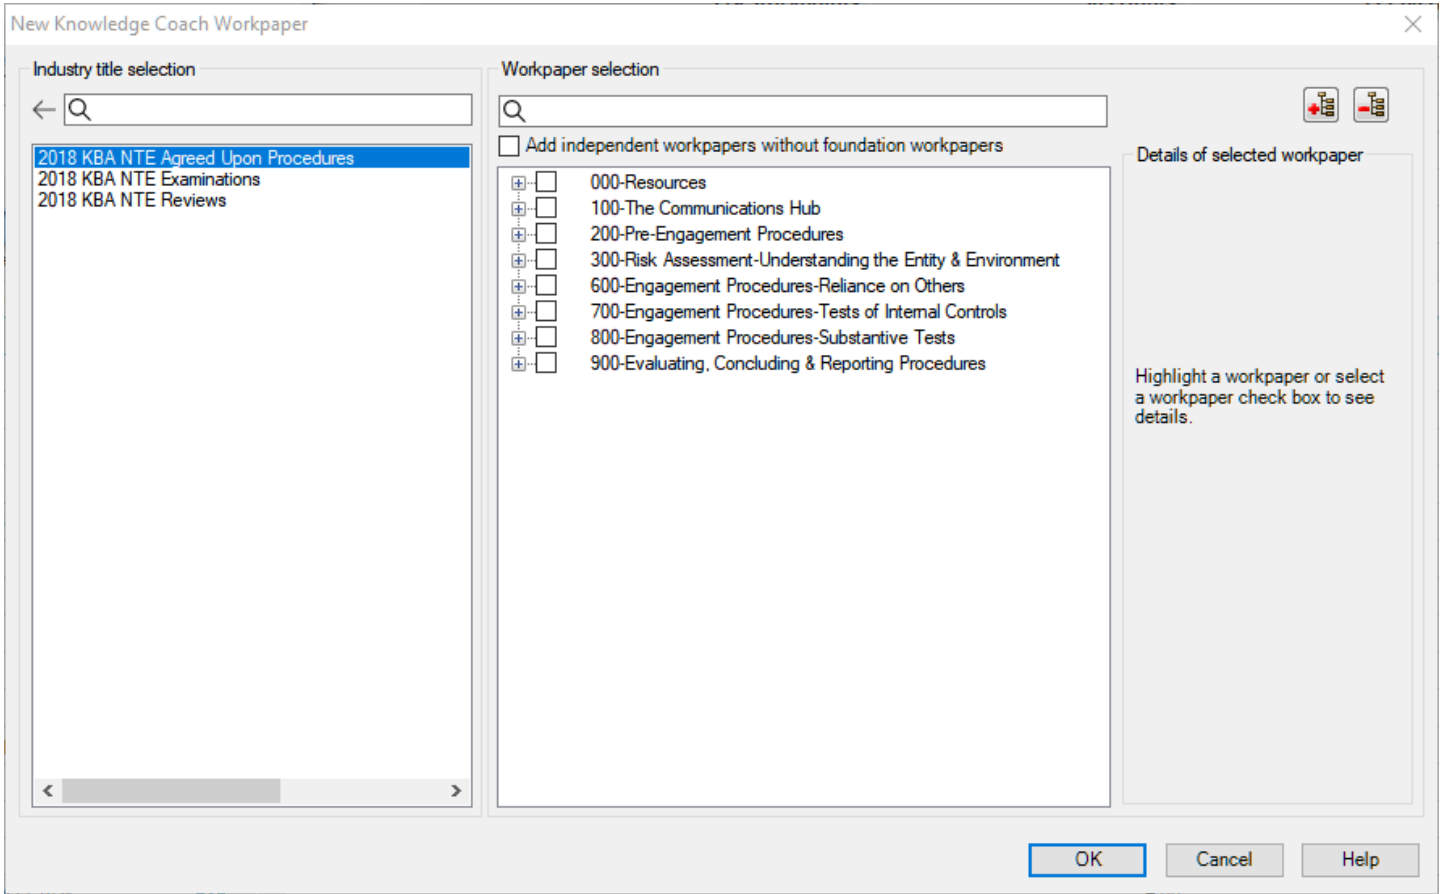 New Knowledge Coach Workpaper
Industry title selection
2018 KBA NTE Agreed Upon Procedures
2018 KBA NTE Examinations
2018 KBA NTE Reviews
Workpaper selection
Add independent workpapers without foundation workpapers
000-Resources
100-The Communications Hub
200-Pre-Engagement Procedures
300-Risk Assessment-Understanding the Entity & Environment
600-Engagement Procedures-Reliance on Others
700-Engagement Procedures-Tests of Internal Controls
800-Engagement Procedures-Substantive Tests
900-Evaluating, Concluding & Reporting Procedures
Details of selected workpaper
Highlight a workpaper or select
a workpaper check box to see
details.
OK
Cancel
Help